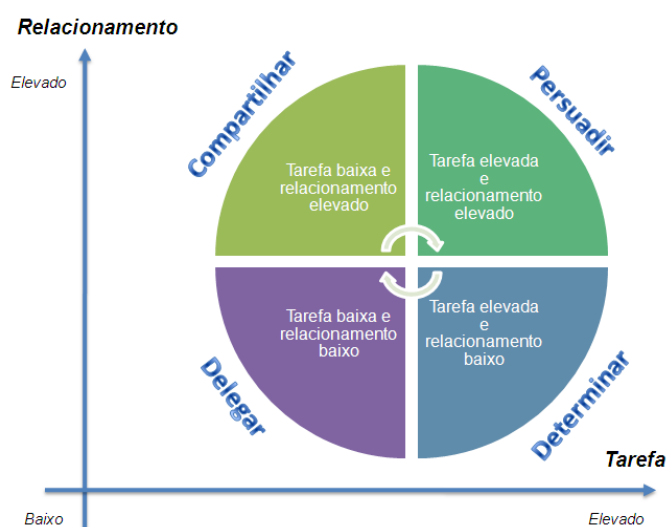 Relacionamento
Elevado
Compartilhar
Persuadir
Tarefa baixa e
relacionamento
elevado
Tarefa elevada
e
relacionamento
elevado
Tarefa baixa e
relacionamento
baixo
Tarefa elevada
e
relacionamento
baixo
Delegar
Determinar
Tarefa
Baixo
Elevado